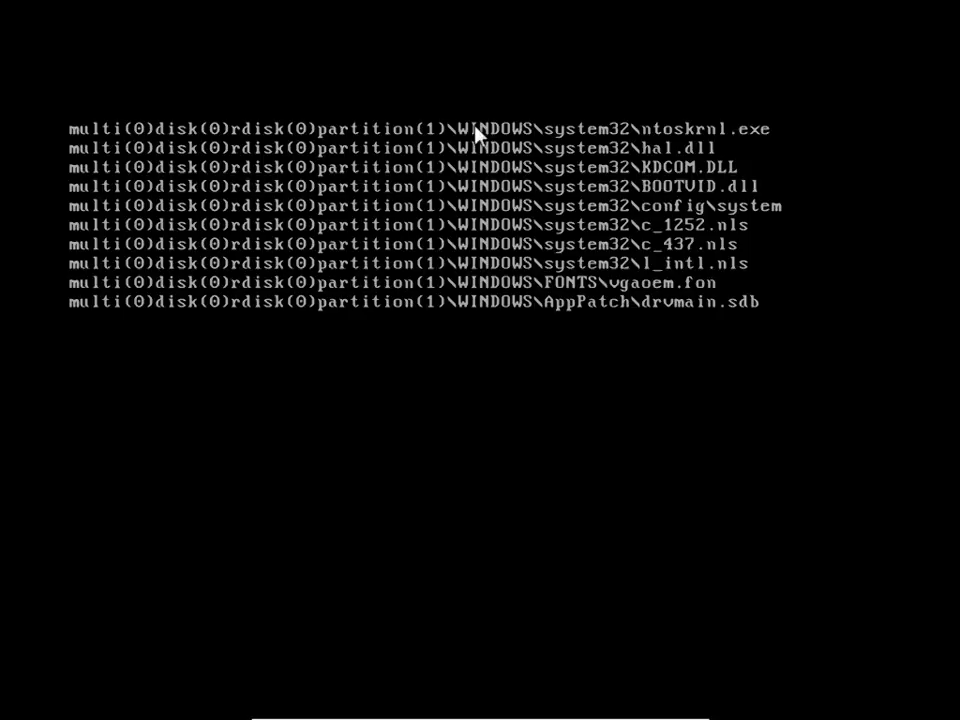 multi(0)disk(0)rdisk(0)partition(1)\WINDOWS\system32\ntoskrnl.exe
multi(0)disk(0)rdisk(0)partition(1)\WINDOWS\system32\hal.dll
multi(0)disk(0)rdisk(0)partition(1)\WINDOWS\system32\KDCOM.DLL
multi(0)disk(0)rdisk(0)partition(1)\WINDOWS\system32\BOOTVID.dll
multi(0)disk(0)rdisk(0)partition(1)\WINDOWS\system32\config\system
multi(0)disk(0)rdisk(0)partition(1)\WINDOWS\system32\c_1252.nls
multi(0)disk(0)rdisk(0)partition(1)\WINDOWS\system32\c_437.nls
multi(0)disk(0)rdisk(0)partition(1)\WINDOWS\system32\l_intl.nls
multi(0)disk(0)rdisk(0)partition(1)\WINDOWS\FONTS\vgaoem.fon
multi(0)disk(0)rdisk(0)partition(1)\WINDOWS\AppPatch\drvmain.sdb